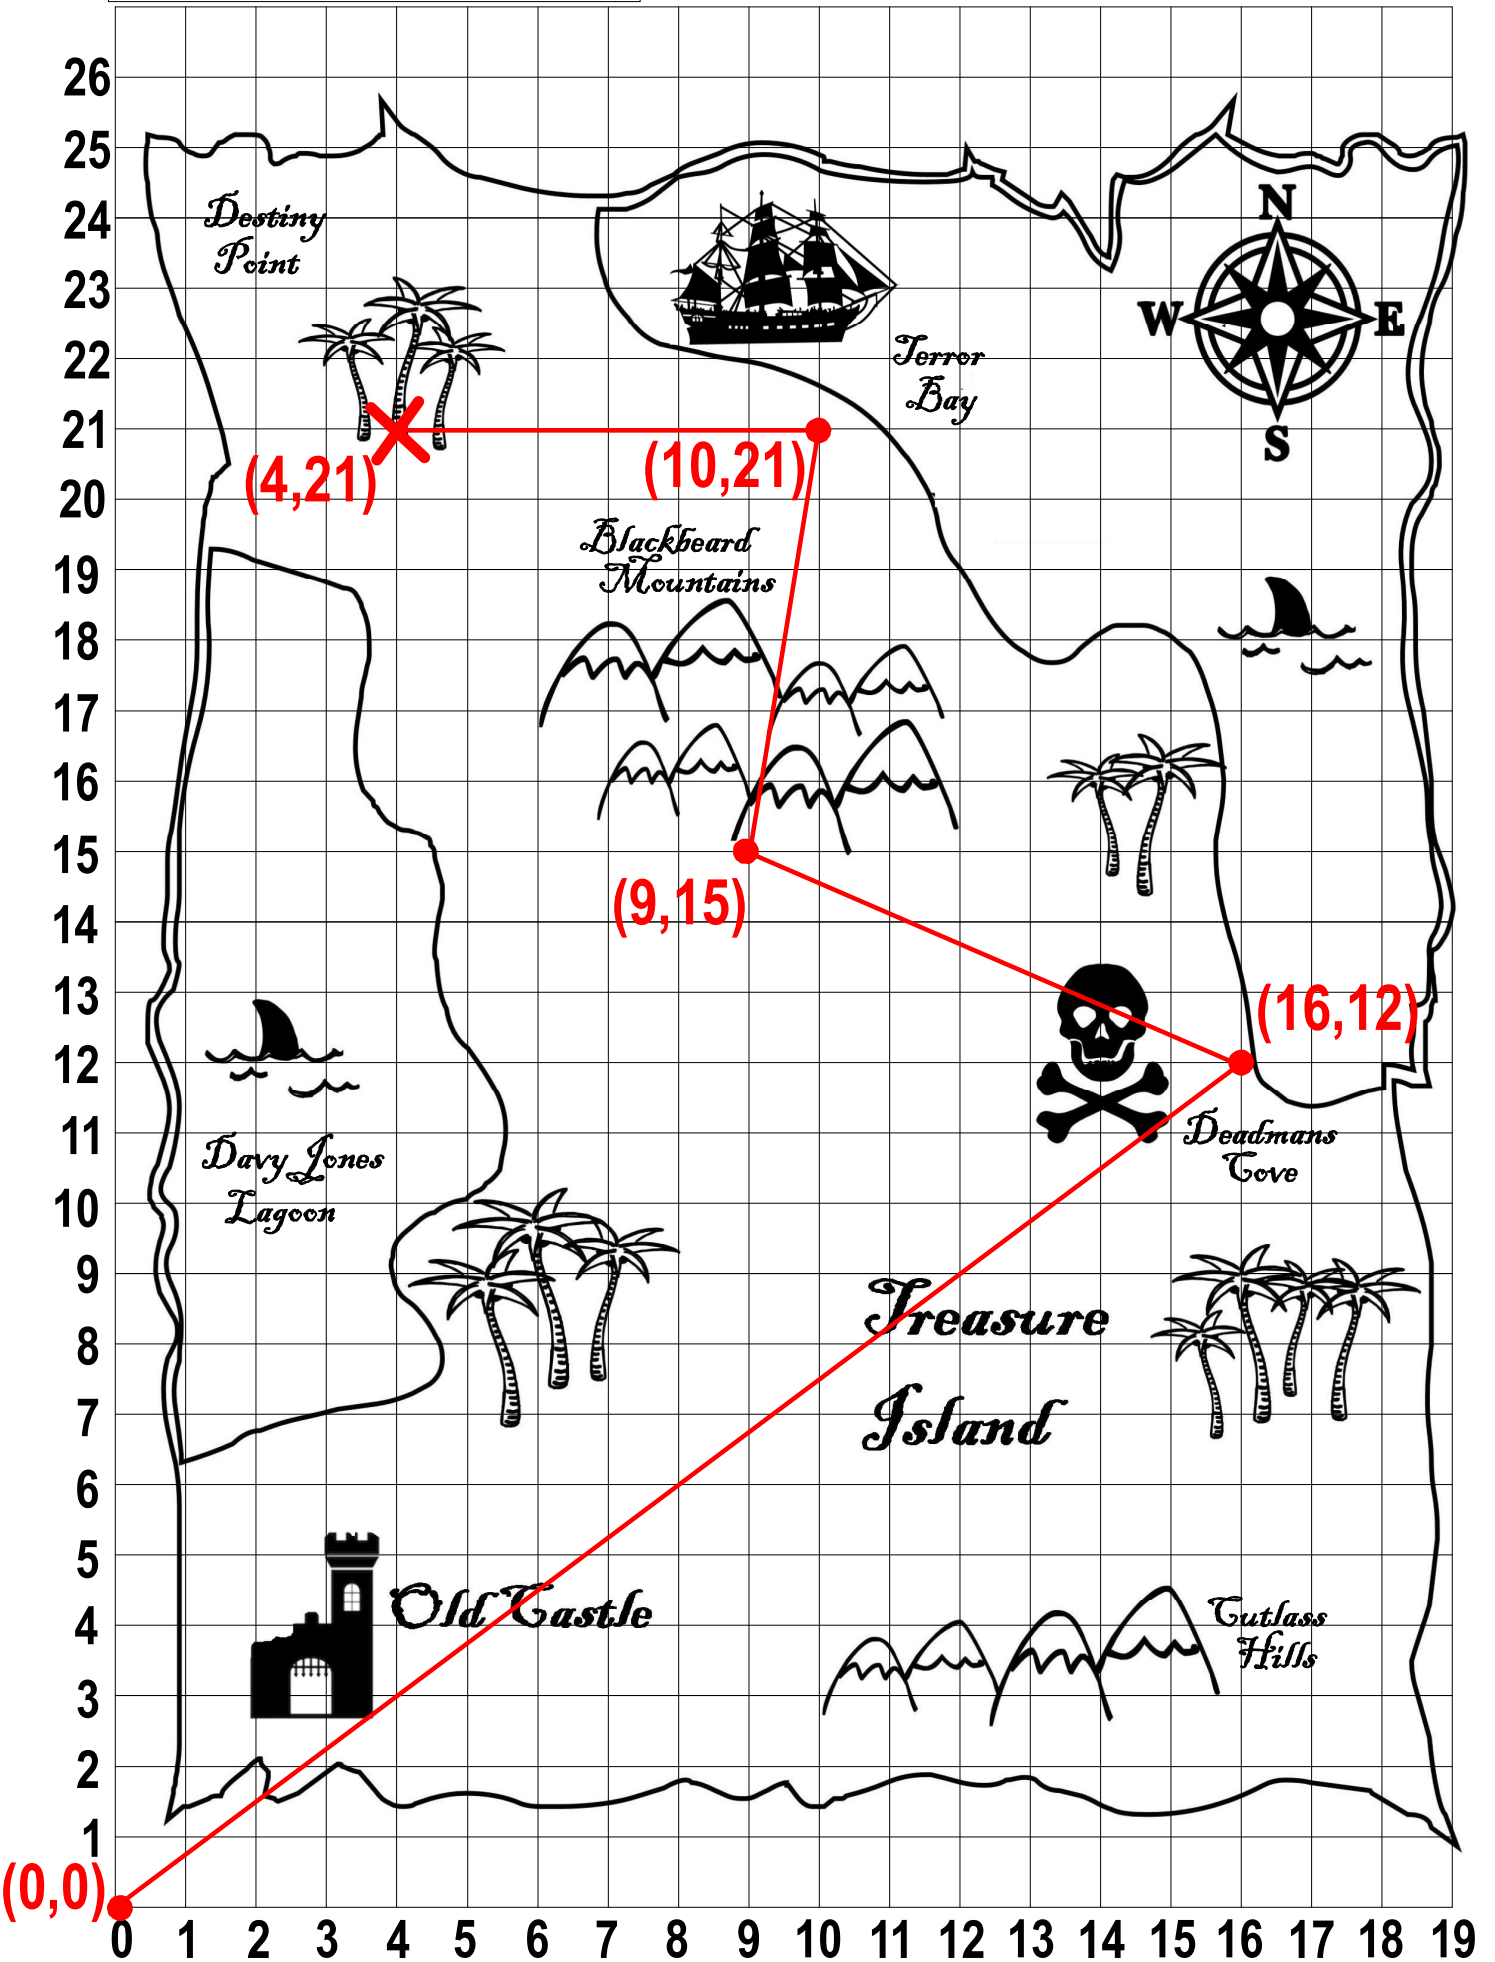 26
25
24
23
22
21
20
19
18
17
16
15
14
13
12
11
10
9
8
7
6
5
4
3
2
1
Destiny
Point
N
W E
S
Terror
Bay
(4,21)
(10,21)
Blackbeard
Mountains
(9,15)
(16,12)
Deadmans
Cove
Davy Jones
Lagoon
Treasure
Island
Old Castle
Cutlass
Hills
(0,0)
0 1 2 3 4 5 6 7 8 9 10 11 12 13 14 15 16 17 18 19